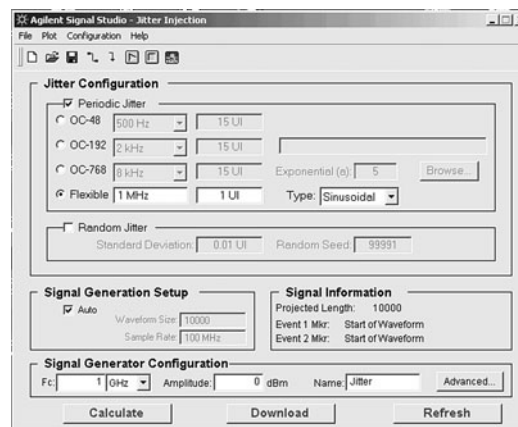 Agilent Signal Studio - Jitter Injection
File Plot Configuration Help
Jitter Configuration
Periodic Jitter
OC-48 500 Hz 15 UI
OC-192 2 kHz 15 UI
OC-768 8 kHz 15 UI Exponential (a): 5 Browse...
Flexible 1 MHz 1 UI Type: Sinusoidal
Random Jitter
Standard Deviation: 0.01 UI Random Seed: 99991
Signal Generation Setup
Auto
Waveform Size: 10000
Sample Rate: 100 MHz
Signal Information
Projected Length: 10000
Event 1 Mkr: Start of Waveform
Event 2 Mkr: Start of Waveform
Signal Generator Configuration
Fc: 1 GHz Amplitude: 0 dBm Name: Jitter Advanced...
Calculate Download Refresh